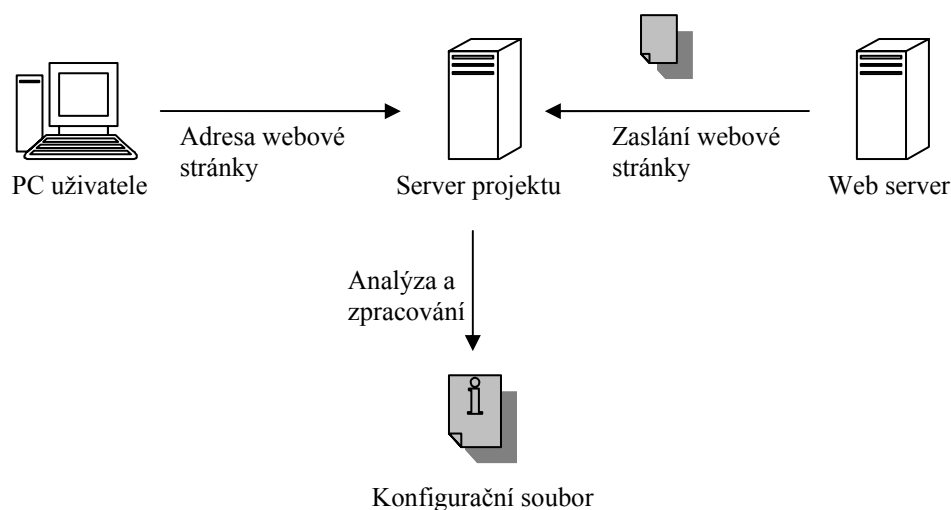 Adresa webové
stránky
Zaslání webové
stránky
PC uživatele
Server projektu
Web server
Analýza a
zpracování
Konfigurační soubor